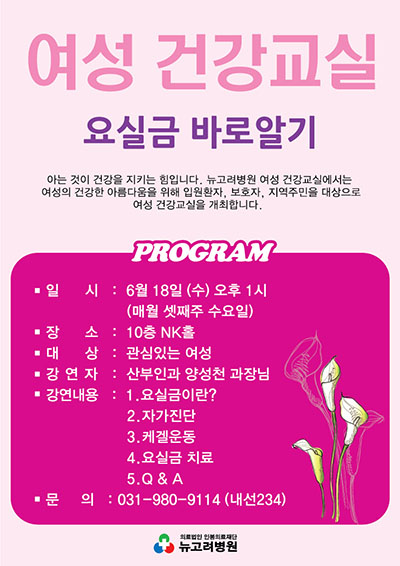 여성 건강교실
요실금 바로알기
아는 것이 건강을 지키는 힘입니다. 뉴고려병원 여성 건강교실에서는
여성의 건강한 아름다움을 위해 입원환자, 보호자, 지역주민을 대상으로
여성 건강교실을 개최합니다.
PROGRAM
▪ 일 시 : 6월 18일 (수) 오후 1시
(매월 셋째주 수요일)
▪ 장 소 : 10층 NK홀
▪ 대 상 : 관심있는 여성
▪ 강 연 자 : 산부인과 양성천 과장님
▪ 강연내용 : 1.요실금이란?
2.자가진단
3.케겔운동
4.요실금 치료
5.Q & A
▪ 문 의 : 031-980-9114 (내선234)
의료법인 인봉의료재단
뉴고려병원